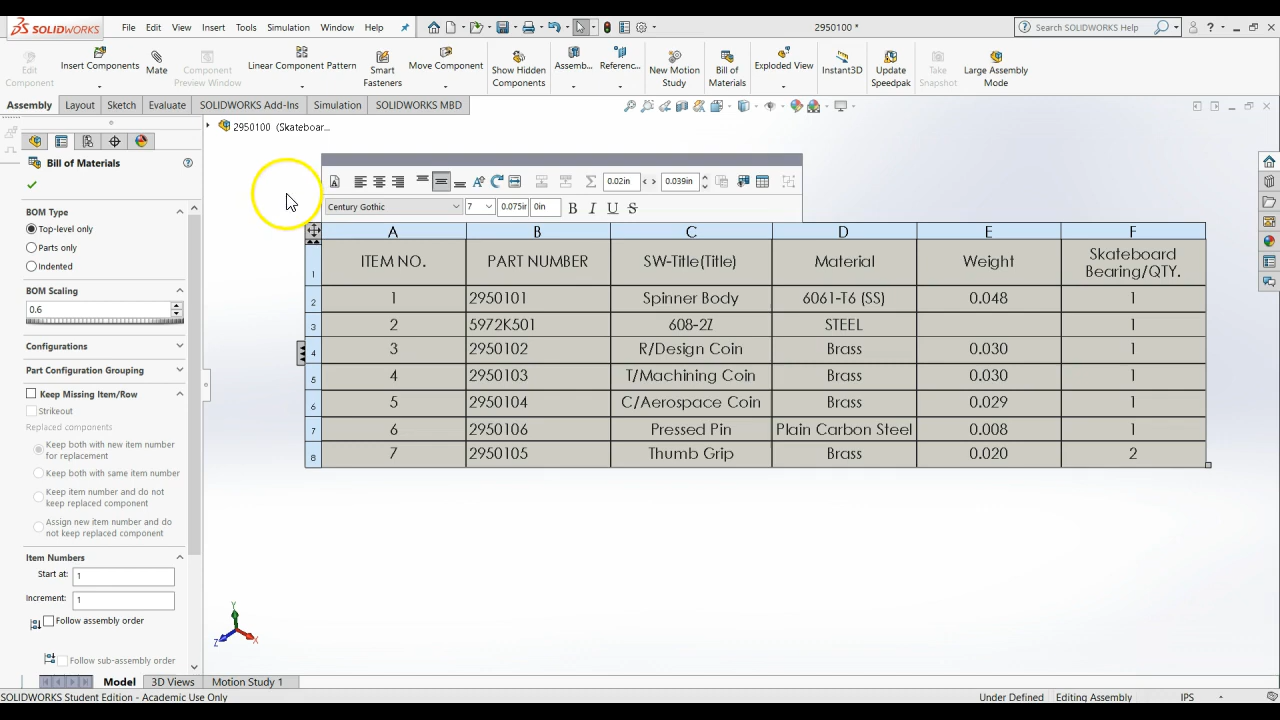 SOLIDWORKS File Edit View Insert Tools Simulation Window Help 2950100 * Search SOLIDWORKS Help ?
Edit Component
Insert Components
Mate
Component Preview Window
Linear Component Pattern
Smart Fasteners
Move Component
Show Hidden Components
Assemb...
Referenc...
New Motion Study
Bill of Materials
Exploded View
Instant3D
Update Speedpak
Take Snapshot
Large Assembly Mode
Assembly Layout Sketch Evaluate SOLIDWORKS Add-Ins Simulation SOLIDWORKS MBD
2950100 (Skateboar...
Bill of Materials
BOM Type
Top-level only
Parts only
Indented
BOM Scaling
0.6
Configurations
Part Configuration Grouping
Keep Missing Item/Row
Strikeout
Replaced components
Keep both with new item number
for replacement
Keep both with same item number
Keep item number and do not
keep replaced component
Assign new item number and do
not keep replaced component
Item Numbers
Start at: 1
Increment: 1
Follow assembly order
Follow sub-assembly order
0.02in 0.039in
Century Gothic 7 0.075in 0in B I U S
A B C D E F
1 ITEM NO. PART NUMBER SW-Title(Title) Material Weight Skateboard Bearing/QTY.
2 1 2950101 Spinner Body 6061-T6 (SS) 0.048 1
3 2 5972K501 608-2Z STEEL 1
4 3 2950102 R/Design Coin Brass 0.030 1
5 4 2950103 T/Machining Coin Brass 0.030 1
6 5 2950104 C/Aerospace Coin Brass 0.029 1
7 6 2950106 Pressed Pin Plain Carbon Steel 0.008 1
8 7 2950105 Thumb Grip Brass 0.020 2
Y
Z X
Model 3D Views Motion Study 1
SOLIDWORKS Student Edition - Academic Use Only Under Defined Editing Assembly IPS